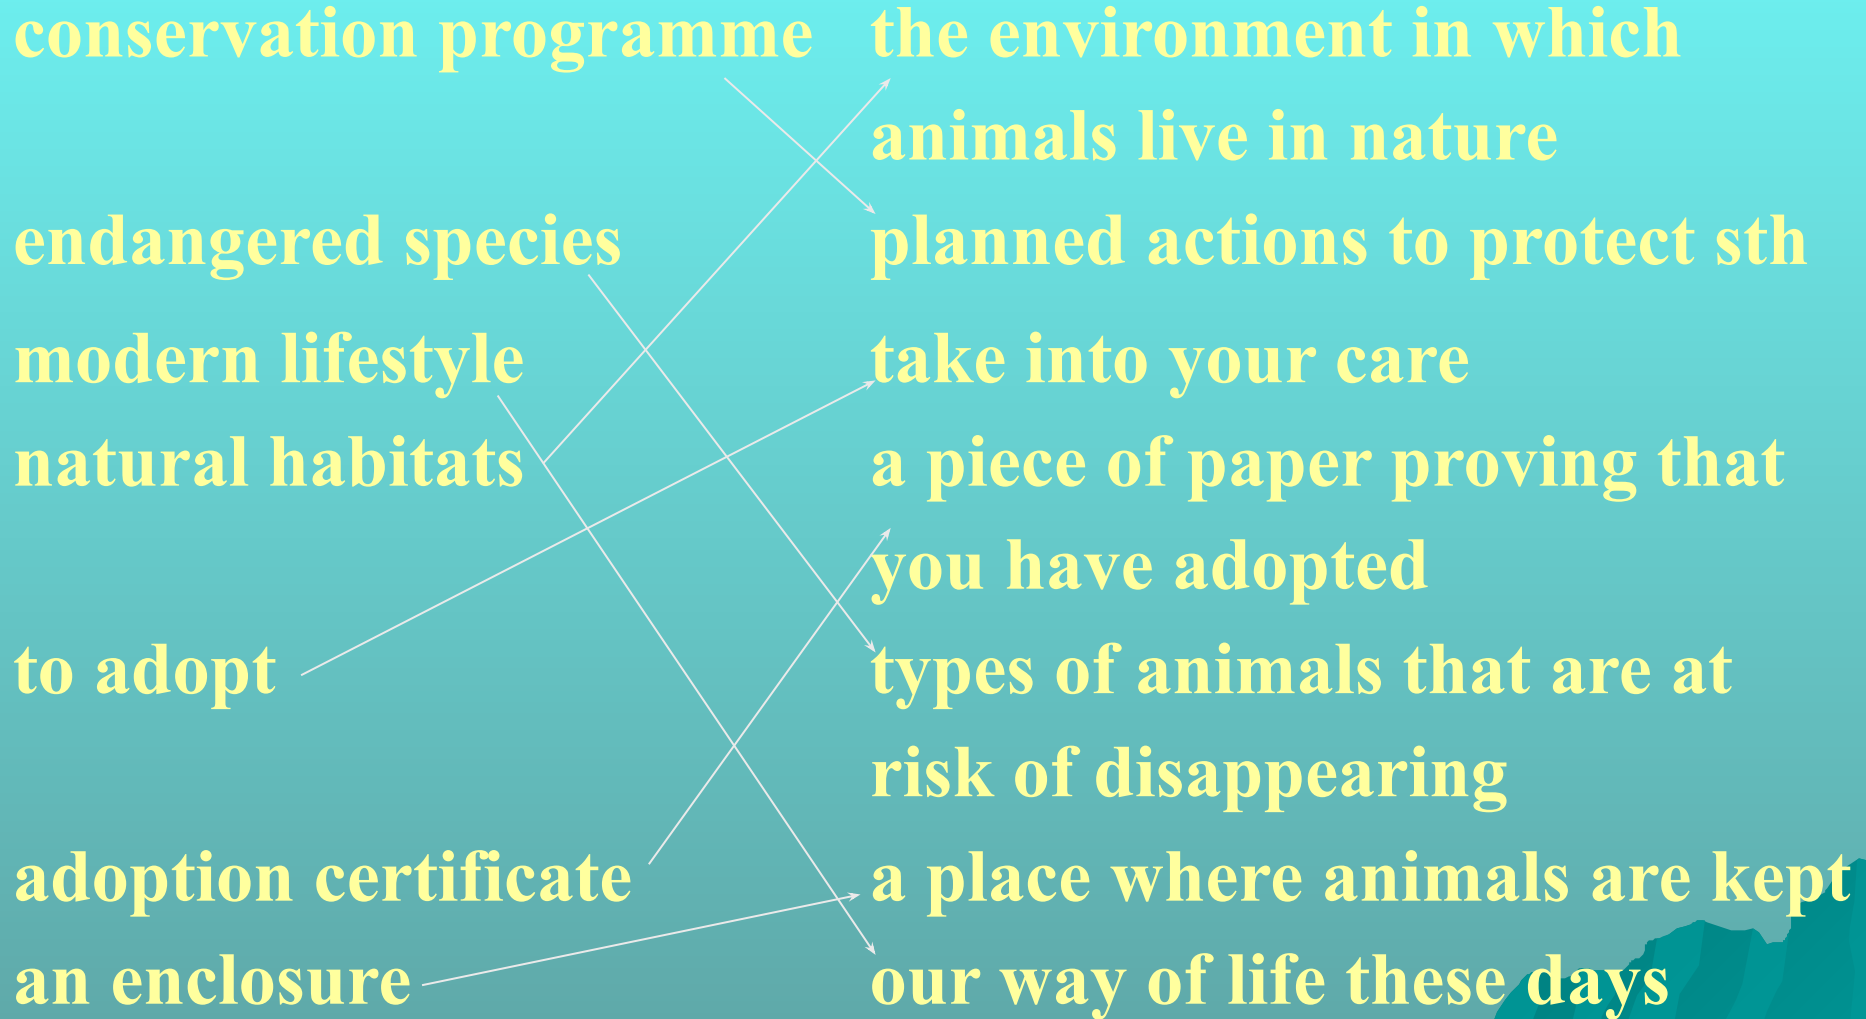 conservation programme
the environment in which
animals live in nature
endangered species
planned actions to protect sth
modern lifestyle
take into your care
natural habitats
a piece of paper proving that
you have adopted
to adopt
types of animals that are at
risk of disappearing
adoption certificate
a place where animals are kept
an enclosure
our way of life these days